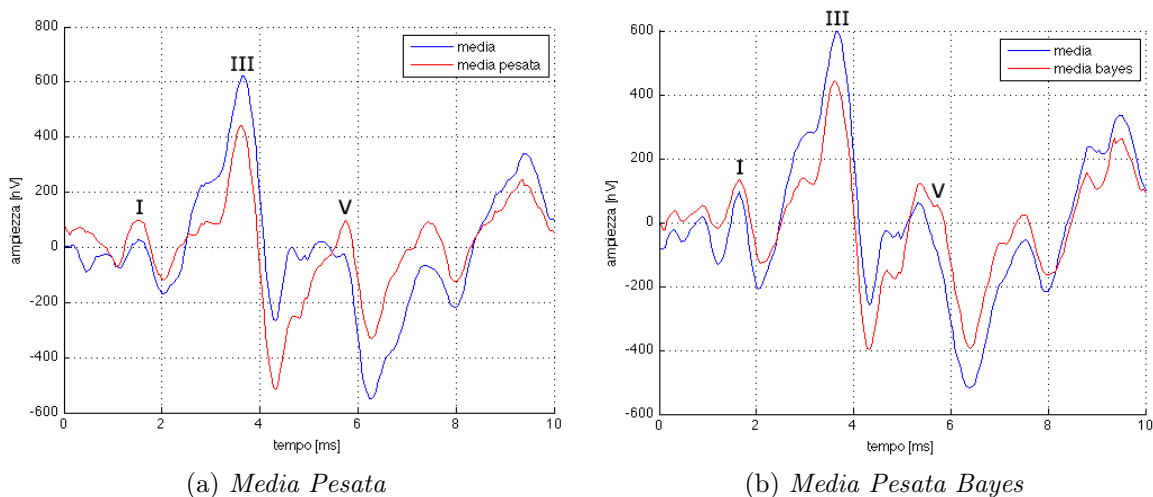 800
600
400
200
0
-200
-400
-600
0
2
4
6
8
10
ampiezza [nV]
tempo [ms]
media
media pesata
I
III
V
(a) Media Pesata
600
400
200
0
-200
-400
-600
0
2
4
6
8
10
ampiezza [nV]
tempo [ms]
media
media bayes
I
III
V
(b) Media Pesata Bayes